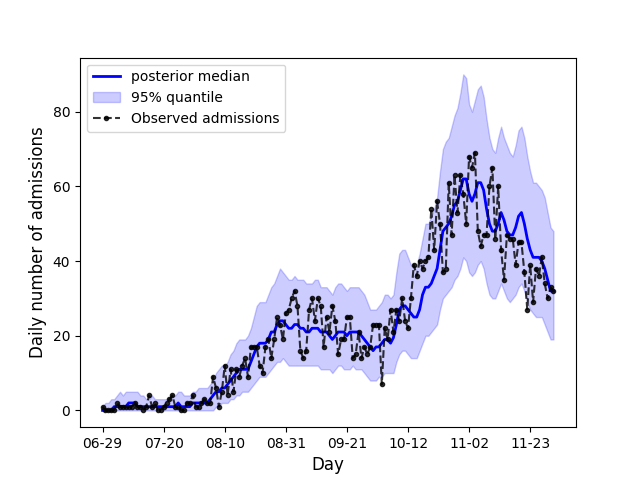 posterior median
95% quantile
Observed admissions
Daily number of admissions
80
60
40
20
0
06-29 07-20 08-10 08-31 09-21 10-12 11-02 11-23
Day